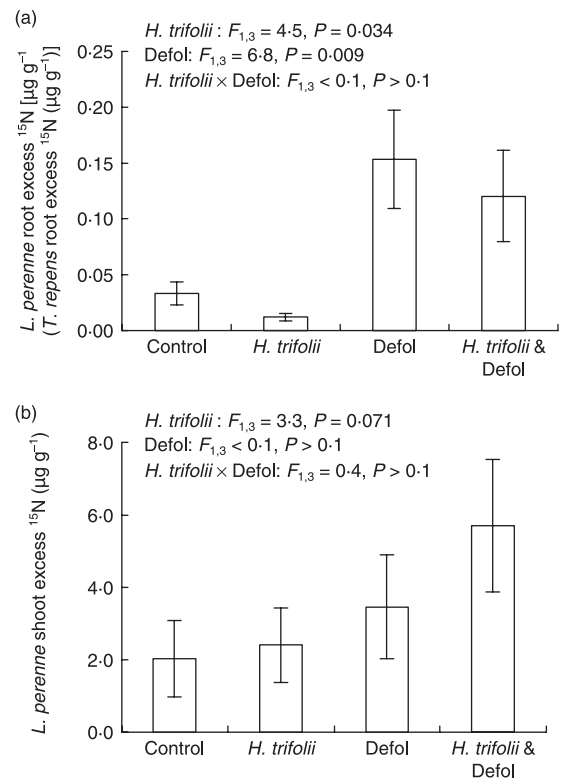 (a)
H. trifolii : F1,3 = 4·5, P = 0·034
Defol: F1,3 = 6·8, P = 0·009
H. trifolii × Defol: F1,3 < 0·1, P > 0·1
L. perenne root excess ¹⁵N [µg g⁻¹
(T. repens root excess ¹⁵N (µg g⁻¹)]
0·25
0·20
0·15
0·10
0·05
0·00
Control
H. trifolii
Defol
H. trifolii &
Defol
(b)
H. trifolii : F1,3 = 3·3, P = 0·071
Defol: F1,3 < 0·1, P > 0·1
H. trifolii × Defol: F1,3 = 0·4, P > 0·1
L. perenne shoot excess ¹⁵N (µg g⁻¹)
8·0
6·0
4·0
2·0
0·0
Control
H. trifolii
Defol
H. trifolii &
Defol